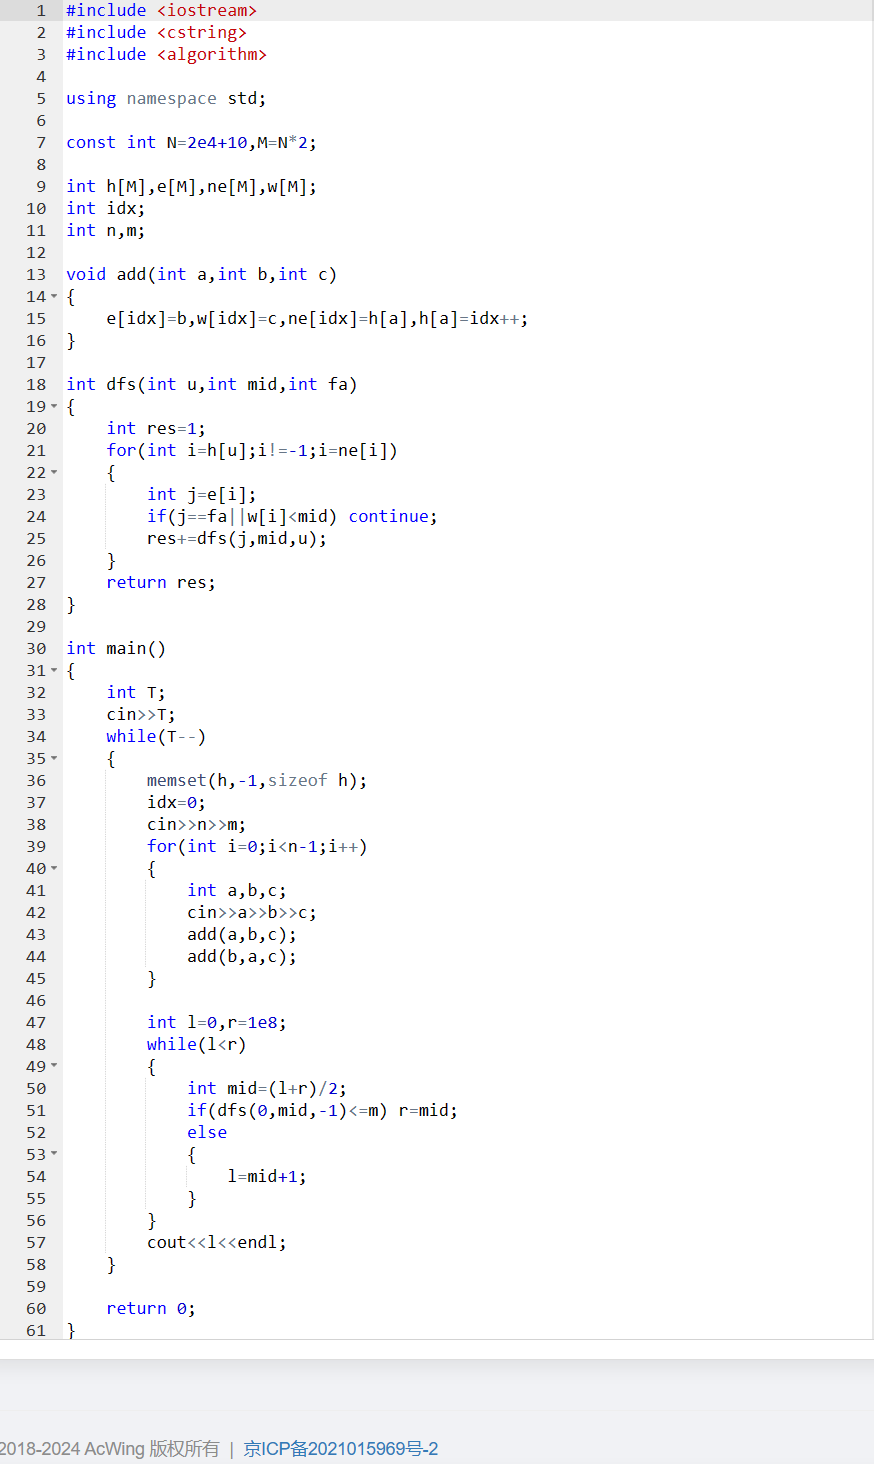 1 #include <iostream>
2 #include <cstring>
3 #include <algorithm>
4
5 using namespace std;
6
7 const int N=2e4+10,M=N*2;
8
9 int h[M],e[M],ne[M],w[M];
10 int idx;
11 int n,m;
12
13 void add(int a,int b,int c)
14 {
15     e[idx]=b,w[idx]=c,ne[idx]=h[a],h[a]=idx++;
16 }
17
18 int dfs(int u,int mid,int fa)
19 {
20     int res=1;
21     for(int i=h[u];i!=-1;i=ne[i])
22     {
23         int j=e[i];
24         if(j==fa||w[i]<mid) continue;
25         res+=dfs(j,mid,u);
26     }
27     return res;
28 }
29
30 int main()
31 {
32     int T;
33     cin>>T;
34     while(T--)
35     {
36         memset(h,-1,sizeof h);
37         idx=0;
38         cin>>n>>m;
39         for(int i=0;i<n-1;i++)
40         {
41             int a,b,c;
42             cin>>a>>b>>c;
43             add(a,b,c);
44             add(b,a,c);
45         }
46
47         int l=0,r=1e8;
48         while(l<r)
49         {
50             int mid=(l+r)/2;
51             if(dfs(0,mid,-1)<=m) r=mid;
52             else
53             {
54                 l=mid+1;
55             }
56         }
57         cout<<l<<endl;
58     }
59
60     return 0;
61 }
2018-2024 AcWing 版权所有 | 京ICP备2021015969号-2